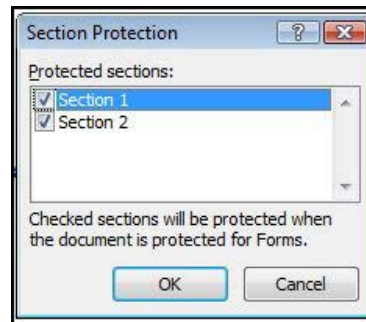 Section Protection
Protected sections:
Section 1
Section 2
Checked sections will be protected when
the document is protected for Forms.
OK Cancel